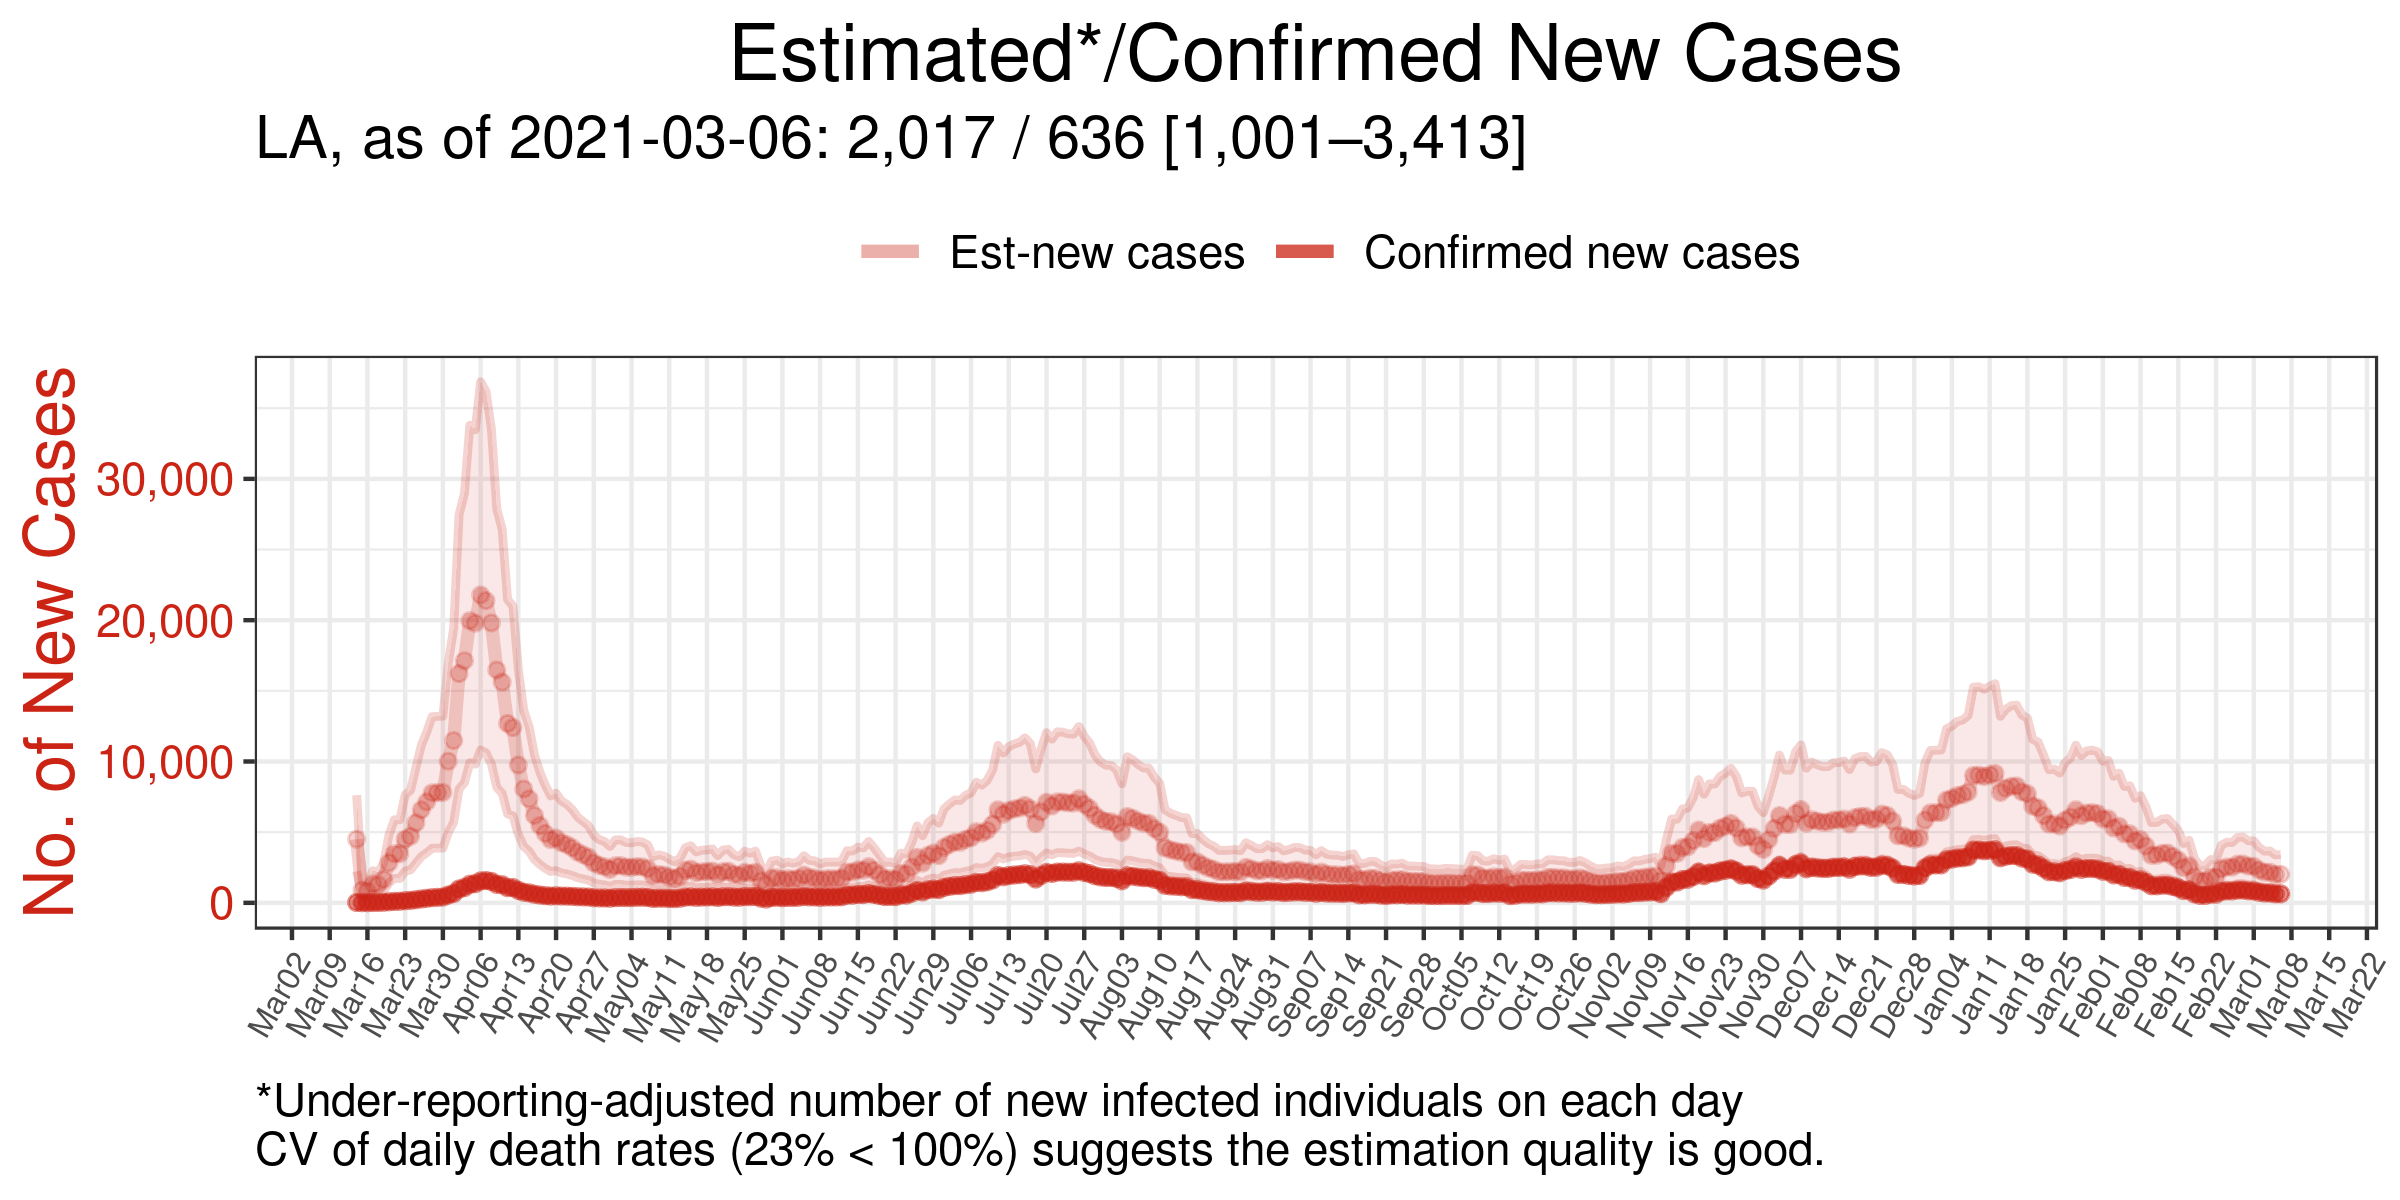 Estimated*/Confirmed New Cases
LA, as of 2021-03-06: 2,017 / 636 [1,001–3,413]
Est-new cases
Confirmed new cases
No. of New Cases
30,000
20,000
10,000
0
Mar02
Mar09
Mar16
Mar23
Mar30
Apr06
Apr13
Apr20
Apr27
May04
May11
May18
May25
Jun01
Jun08
Jun15
Jun22
Jun29
Jul06
Jul13
Jul20
Jul27
Aug03
Aug10
Aug17
Aug24
Aug31
Sep07
Sep14
Sep21
Sep28
Oct05
Oct12
Oct19
Oct26
Nov02
Nov09
Nov16
Nov23
Nov30
Dec07
Dec14
Dec21
Dec28
Jan04
Jan11
Jan18
Jan25
Feb01
Feb08
Feb15
Feb22
Mar01
Mar08
Mar15
Mar22
*Under-reporting-adjusted number of new infected individuals on each day
CV of daily death rates (23% < 100%) suggests the estimation quality is good.